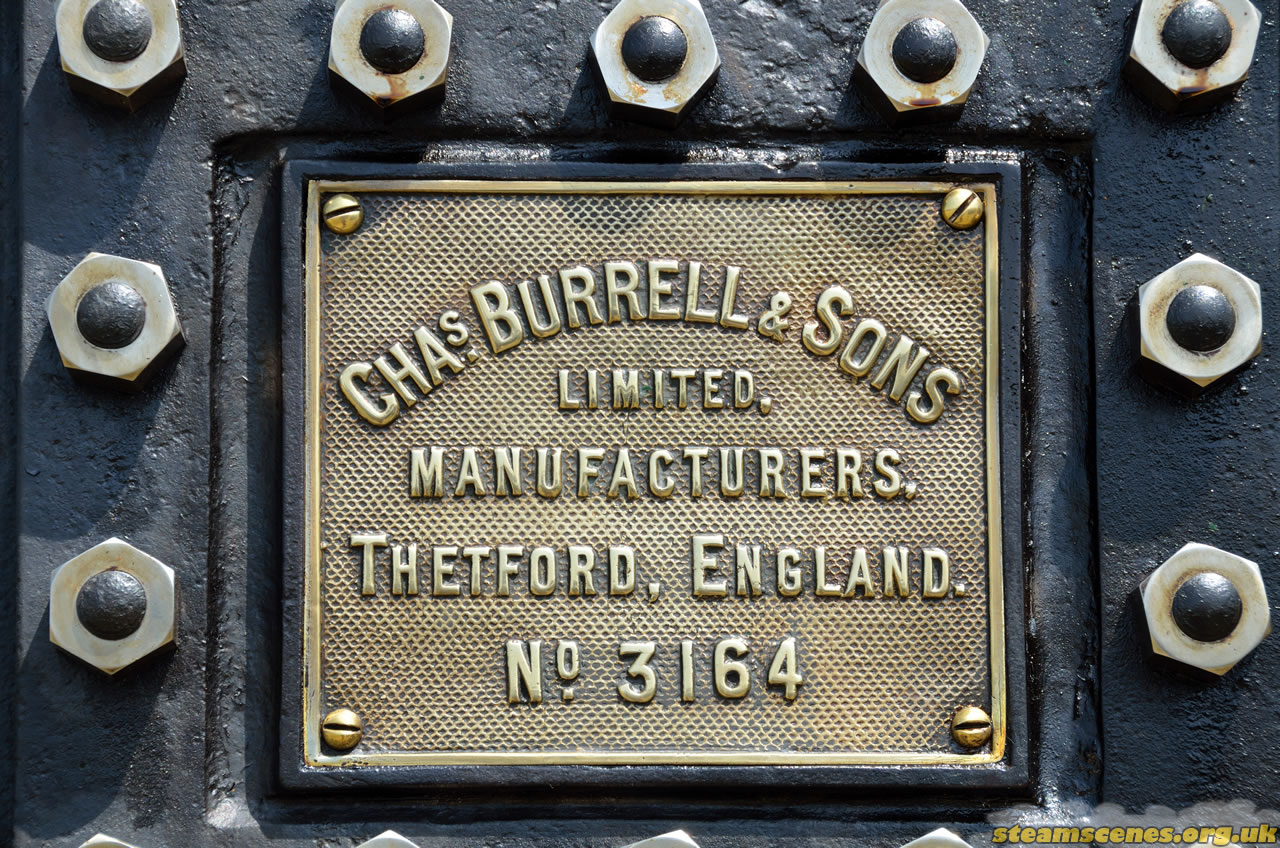 CHAS. BURRELL & SONS
LIMITED,
MANUFACTURERS,
THETFORD, ENGLAND.
Nº 3164
steamscenes.org.uk